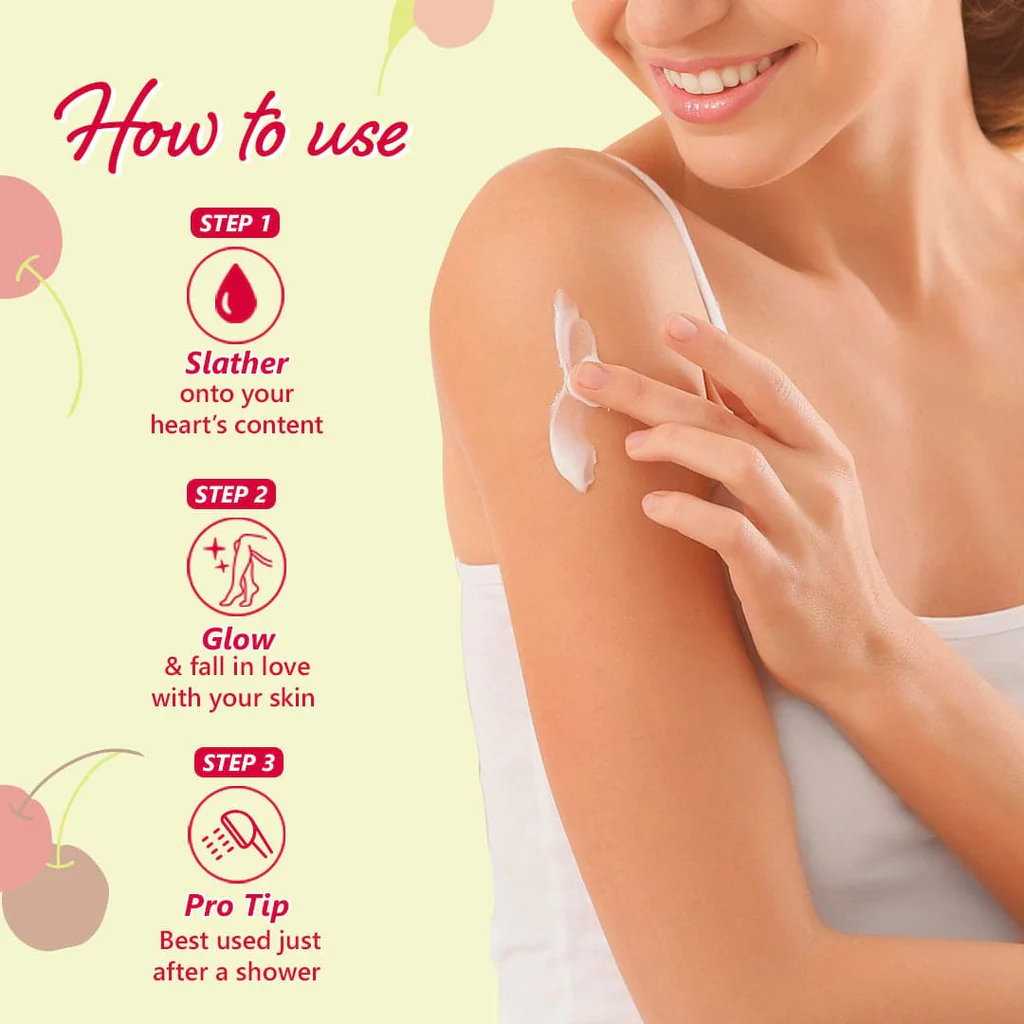 How to use
STEP 1
Slather
onto your
heart's content
STEP 2
Glow
& fall in love
with your skin
STEP 3
Pro Tip
Best used just
after a shower